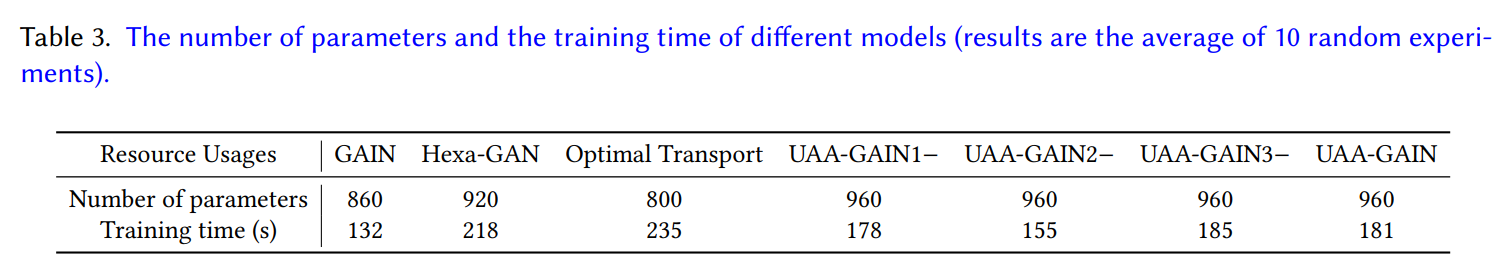 Table 3. The number of parameters and the training time of different models (results are the average of 10 random experi-
ments).
Resource Usages GAIN Hexa-GAN Optimal Transport UAA-GAIN1− UAA-GAIN2− UAA-GAIN3− UAA-GAIN
Number of parameters 860 920 800 960 960 960 960
Training time (s) 132 218 235 178 155 185 181